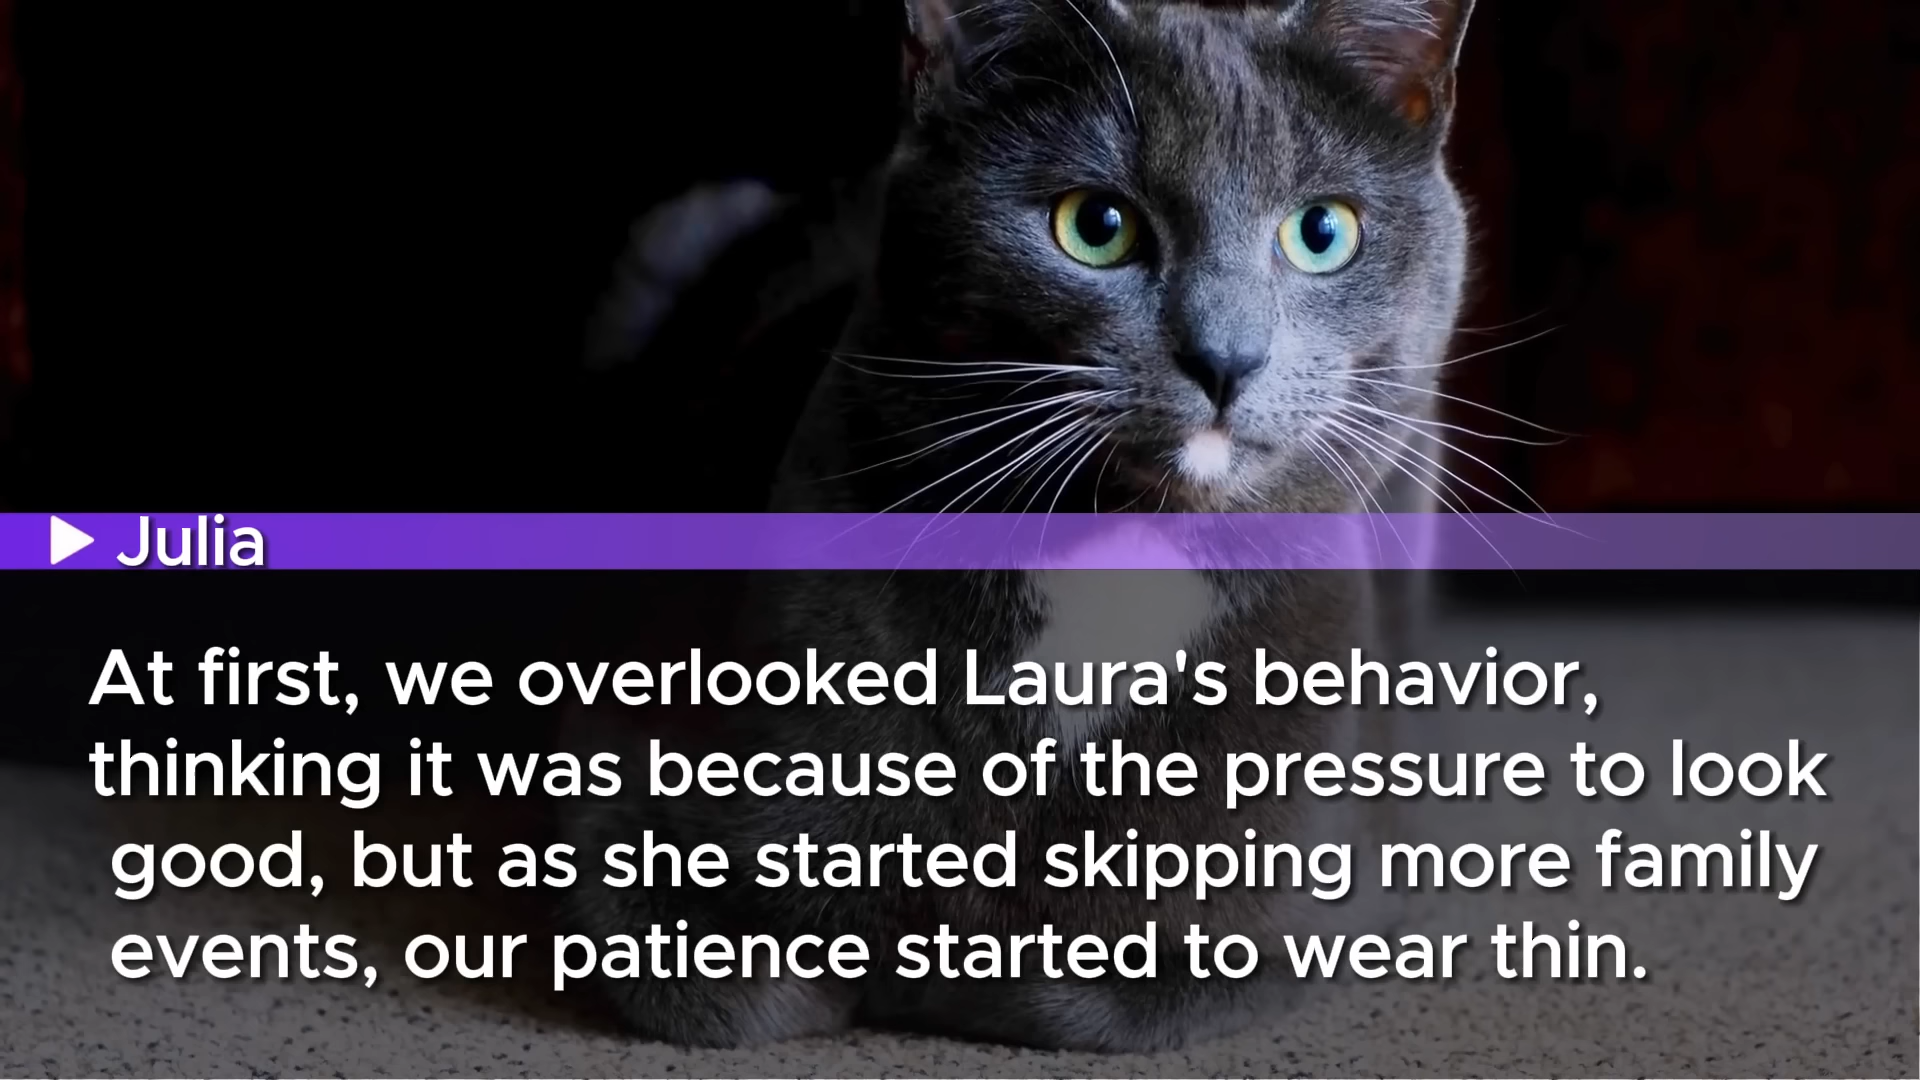 Julia
At first, we overlooked Laura's behavior,
thinking it was because of the pressure to look
good, but as she started skipping more family
events, our patience started to wear thin.